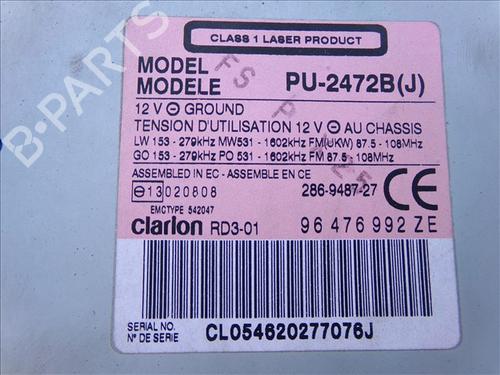 B-PARTS
CLASS 1 LASER PRODUCT
MODEL
MODELE PU-2472B(J)
12 V ⊖ GROUND
TENSION D'UTILISATION 12 V ⊖ AU CHASSIS
LW 153 - 279kHz MW531 - 1602kHz FM(UKW) 87.5 - 108MHz
GO 153 - 279kHz PO 531 - 1602kHz FM 87.5 - 108MHz
ASSEMBLED IN EC - ASSEMBLE EN CE
13 020808 286-9487-27 CE
EMCTYPE 542047
Clarion RD3-01 96 476 992 ZE
SERIAL NO.
N° DE SERIE CL054620277076J